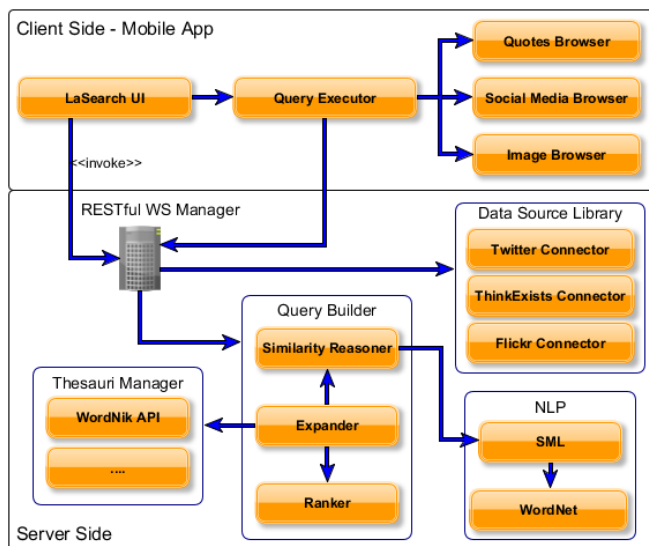 Client Side - Mobile App
Quotes Browser
LaSearch UI
Query Executor
Social Media Browser
Image Browser
<<invoke>>
RESTful WS Manager
Data Source Library
Twitter Connector
ThinkExists Connector
Flickr Connector
Query Builder
Similarity Reasoner
Thesauri Manager
WordNik API
Expander
....
Ranker
NLP
SML
WordNet
Server Side